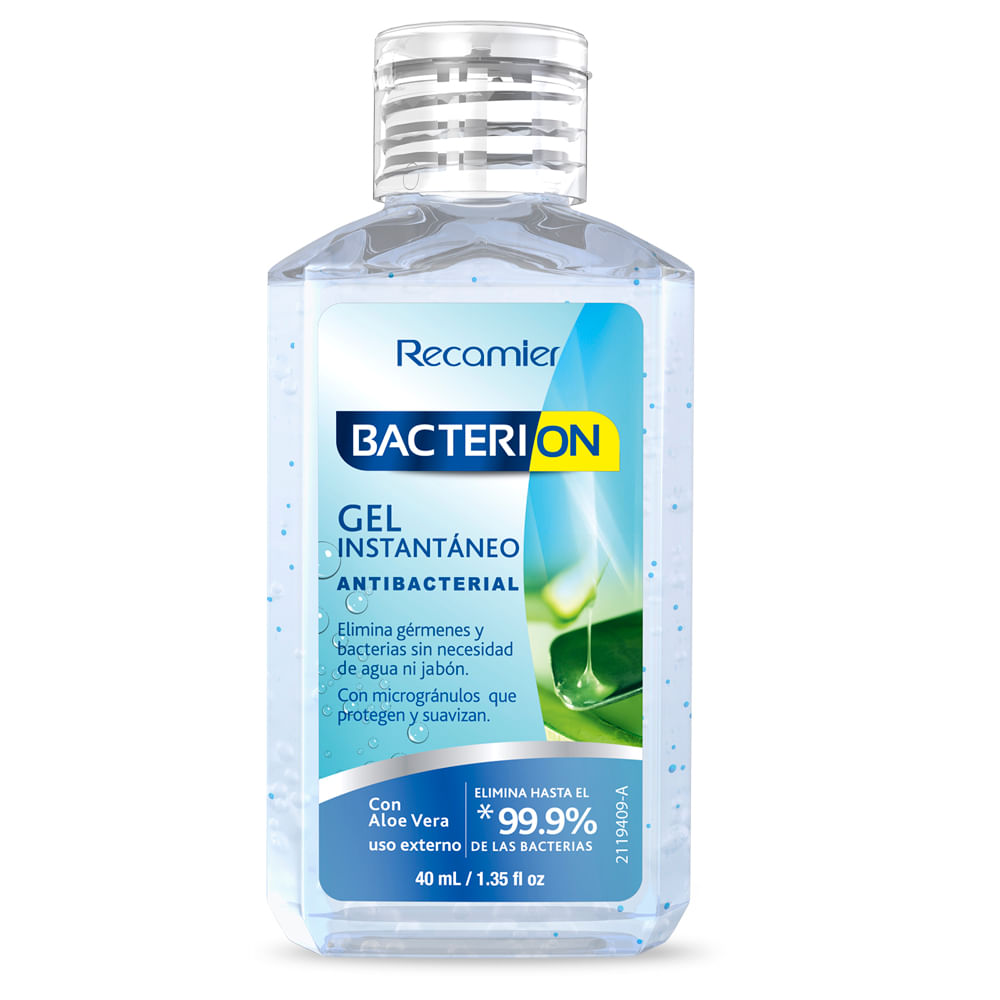 Recamier
BACTERION
GEL
INSTANTÁNEO
ANTIBACTERIAL
Elimina gérmenes y
bacterias sin necesidad
de agua ni jabón.
Con microgránulos que
protegen y suavizan.
Con
Aloe Vera
uso externo
ELIMINA HASTA EL
*99.9%
DE LAS BACTERIAS
40 mL / 1.35 fl oz
2119409-A